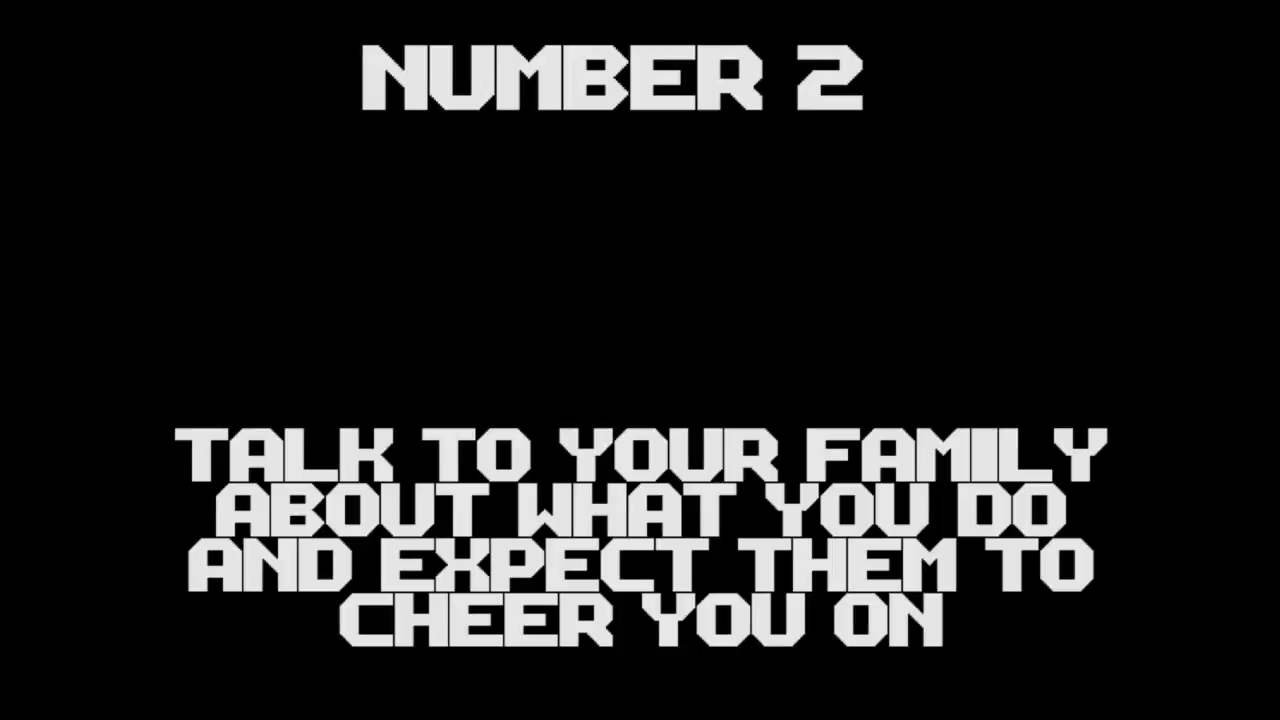 NUMBER 2
TALK TO YOUR FAMILY
ABOUT WHAT YOU DO
AND EXPECT THEM TO
CHEER YOU ON